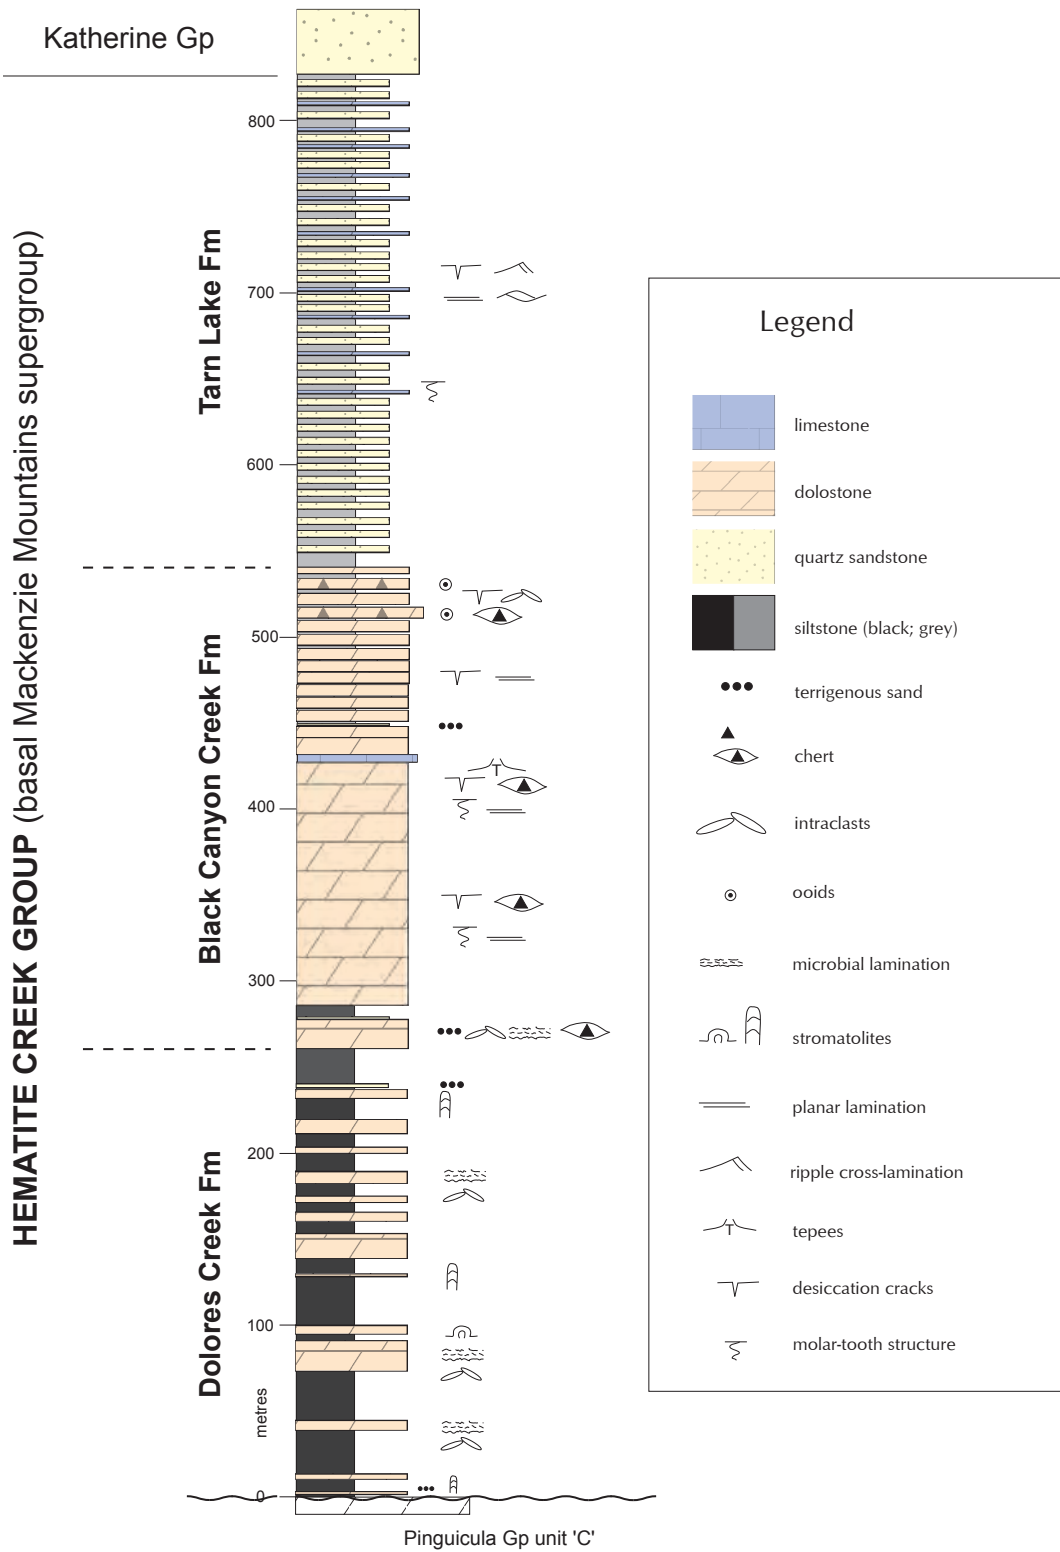 Katherine Gp
HEMATITE CREEK GROUP (basal Mackenzie Mountains supergroup)
Tarn Lake Fm
Black Canyon Creek Fm
Dolores Creek Fm
800
700
600
500
400
300
200
100
0
metres
T
Pinguicula Gp unit 'C'
Legend
limestone
dolostone
quartz sandstone
siltstone (black; grey)
terrigenous sand
chert
intraclasts
ooids
microbial lamination
stromatolites
planar lamination
ripple cross-lamination
T
tepees
desiccation cracks
molar-tooth structure